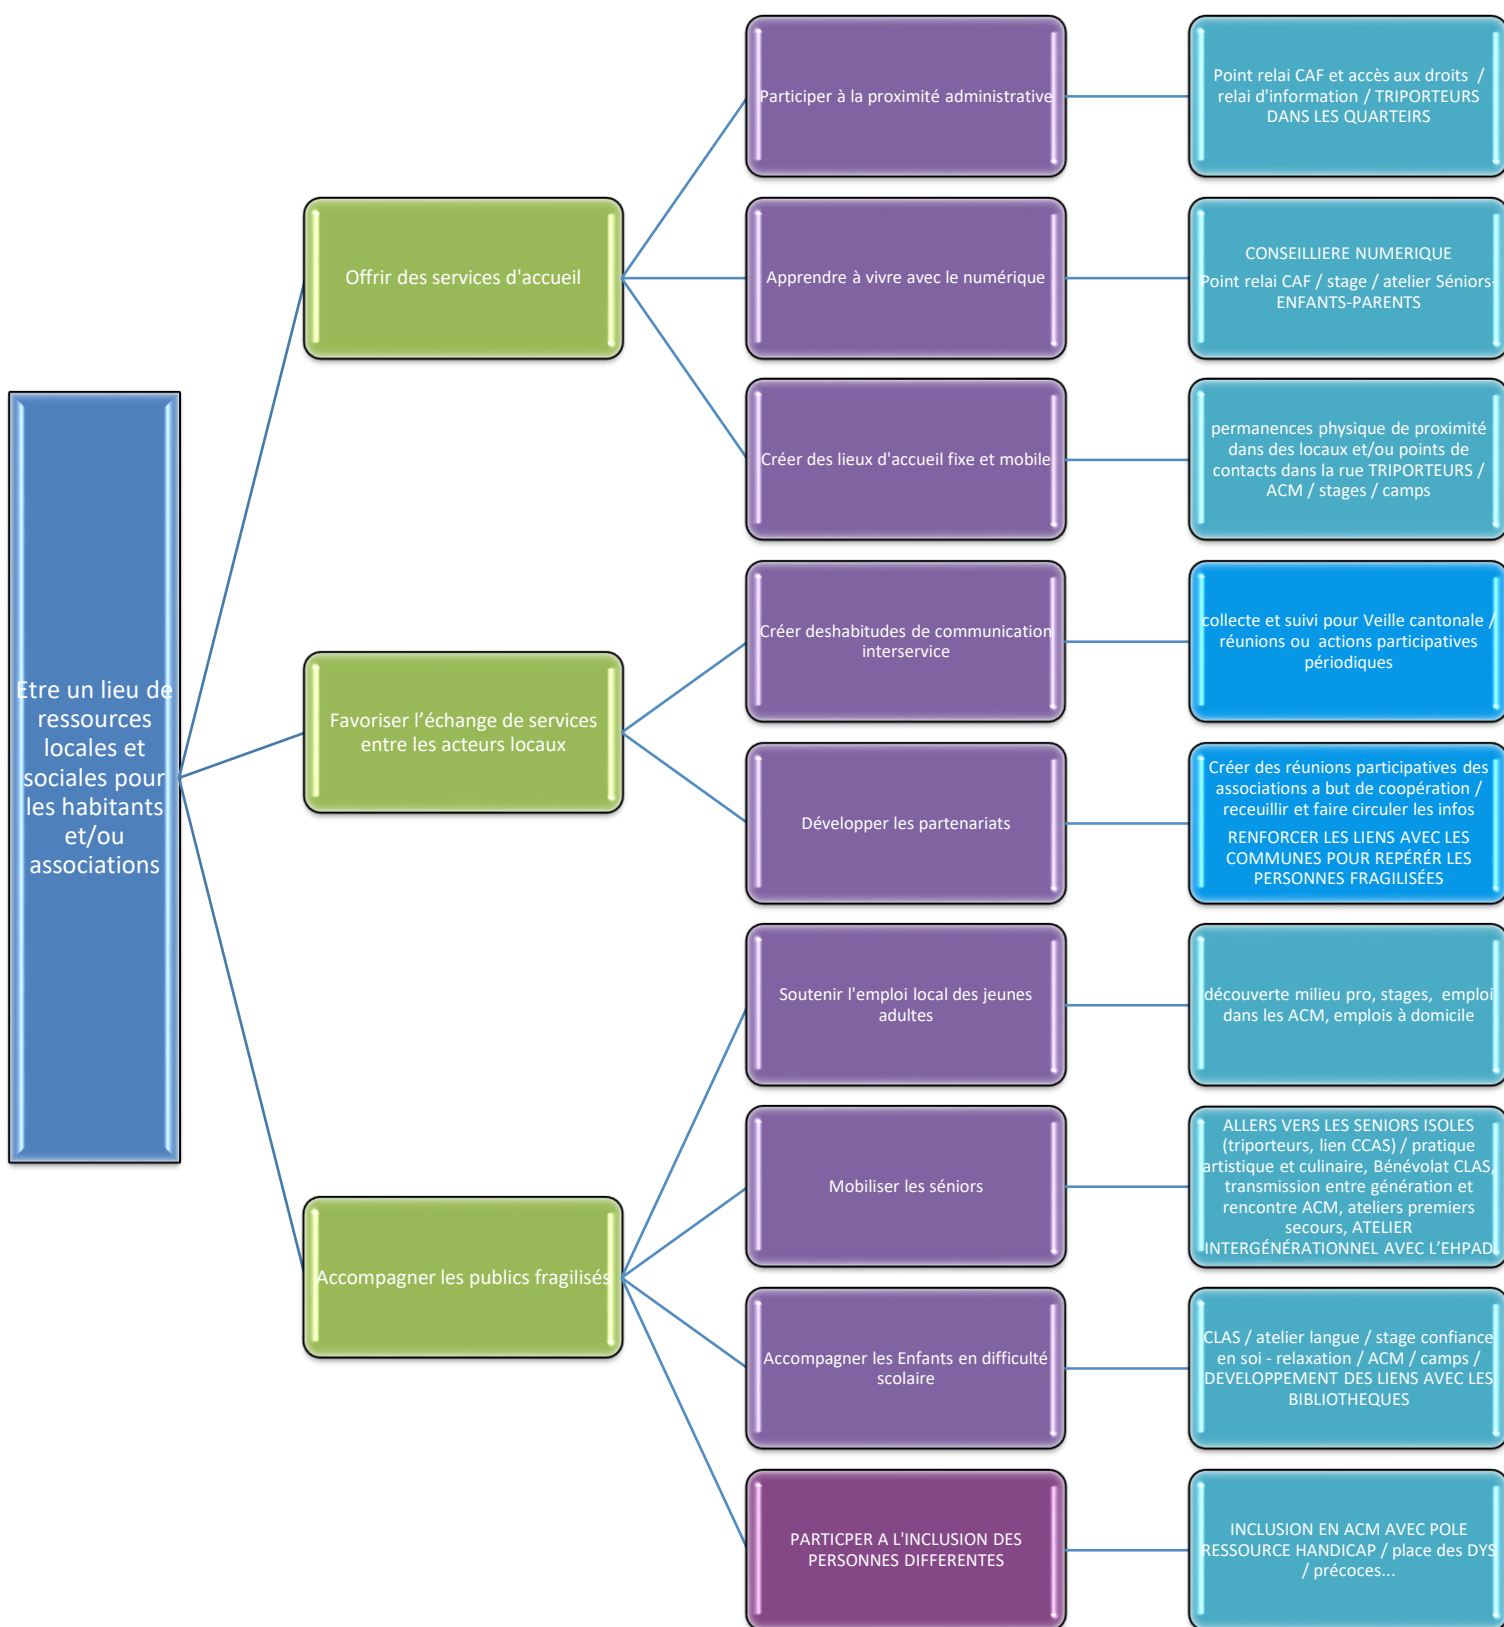 Etre un lieu de
ressources
locales et
sociales pour
les habitants
et/ou
associations
Offrir des services d'accueil
Participer à la proximité administrative
Point relai CAF et accès aux droits /
relai d'information / TRIPORTEURS
DANS LES QUARTEIRS
Apprendre à vivre avec le numérique
CONSEILLIERE NUMERIQUE
Point relai CAF / stage / atelier Séniors-
ENFANTS-PARENTS
Créer des lieux d'accueil fixe et mobile
permanences physique de proximité
dans des locaux et/ou points de
contacts dans la rue TRIPORTEURS /
ACM / stages / camps
Favoriser l’échange de services
entre les acteurs locaux
Créer deshabitudes de communication
interservice
collecte et suivi pour Veille cantonale /
réunions ou actions participatives
périodiques
Développer les partenariats
Créer des réunions participatives des
associations a but de coopération /
receuillir et faire circuler les infos
RENFORCER LES LIENS AVEC LES
COMMUNES POUR REPÉRÉR LES
PERSONNES FRAGILISÉES
Accompagner les publics fragilisés
Soutenir l'emploi local des jeunes
adultes
découverte milieu pro, stages, emploi
dans les ACM, emplois à domicile
Mobiliser les séniors
ALLERS VERS LES SENIORS ISOLES
(triporteurs, lien CCAS) / pratique
artistique et culinaire, Bénévolat CLAS,
transmission entre génération et
rencontre ACM, ateliers premiers
secours, ATELIER
INTERGÉNÉRATIONNEL AVEC L’EHPAD
Accompagner les Enfants en difficulté
scolaire
CLAS / atelier langue / stage confiance
en soi - relaxation / ACM / camps /
DEVELOPPEMENT DES LIENS AVEC LES
BIBLIOTHEQUES
PARTICPER A L'INCLUSION DES
PERSONNES DIFFERENTES
INCLUSION EN ACM AVEC POLE
RESSOURCE HANDICAP / place des DYS
/ précoces...